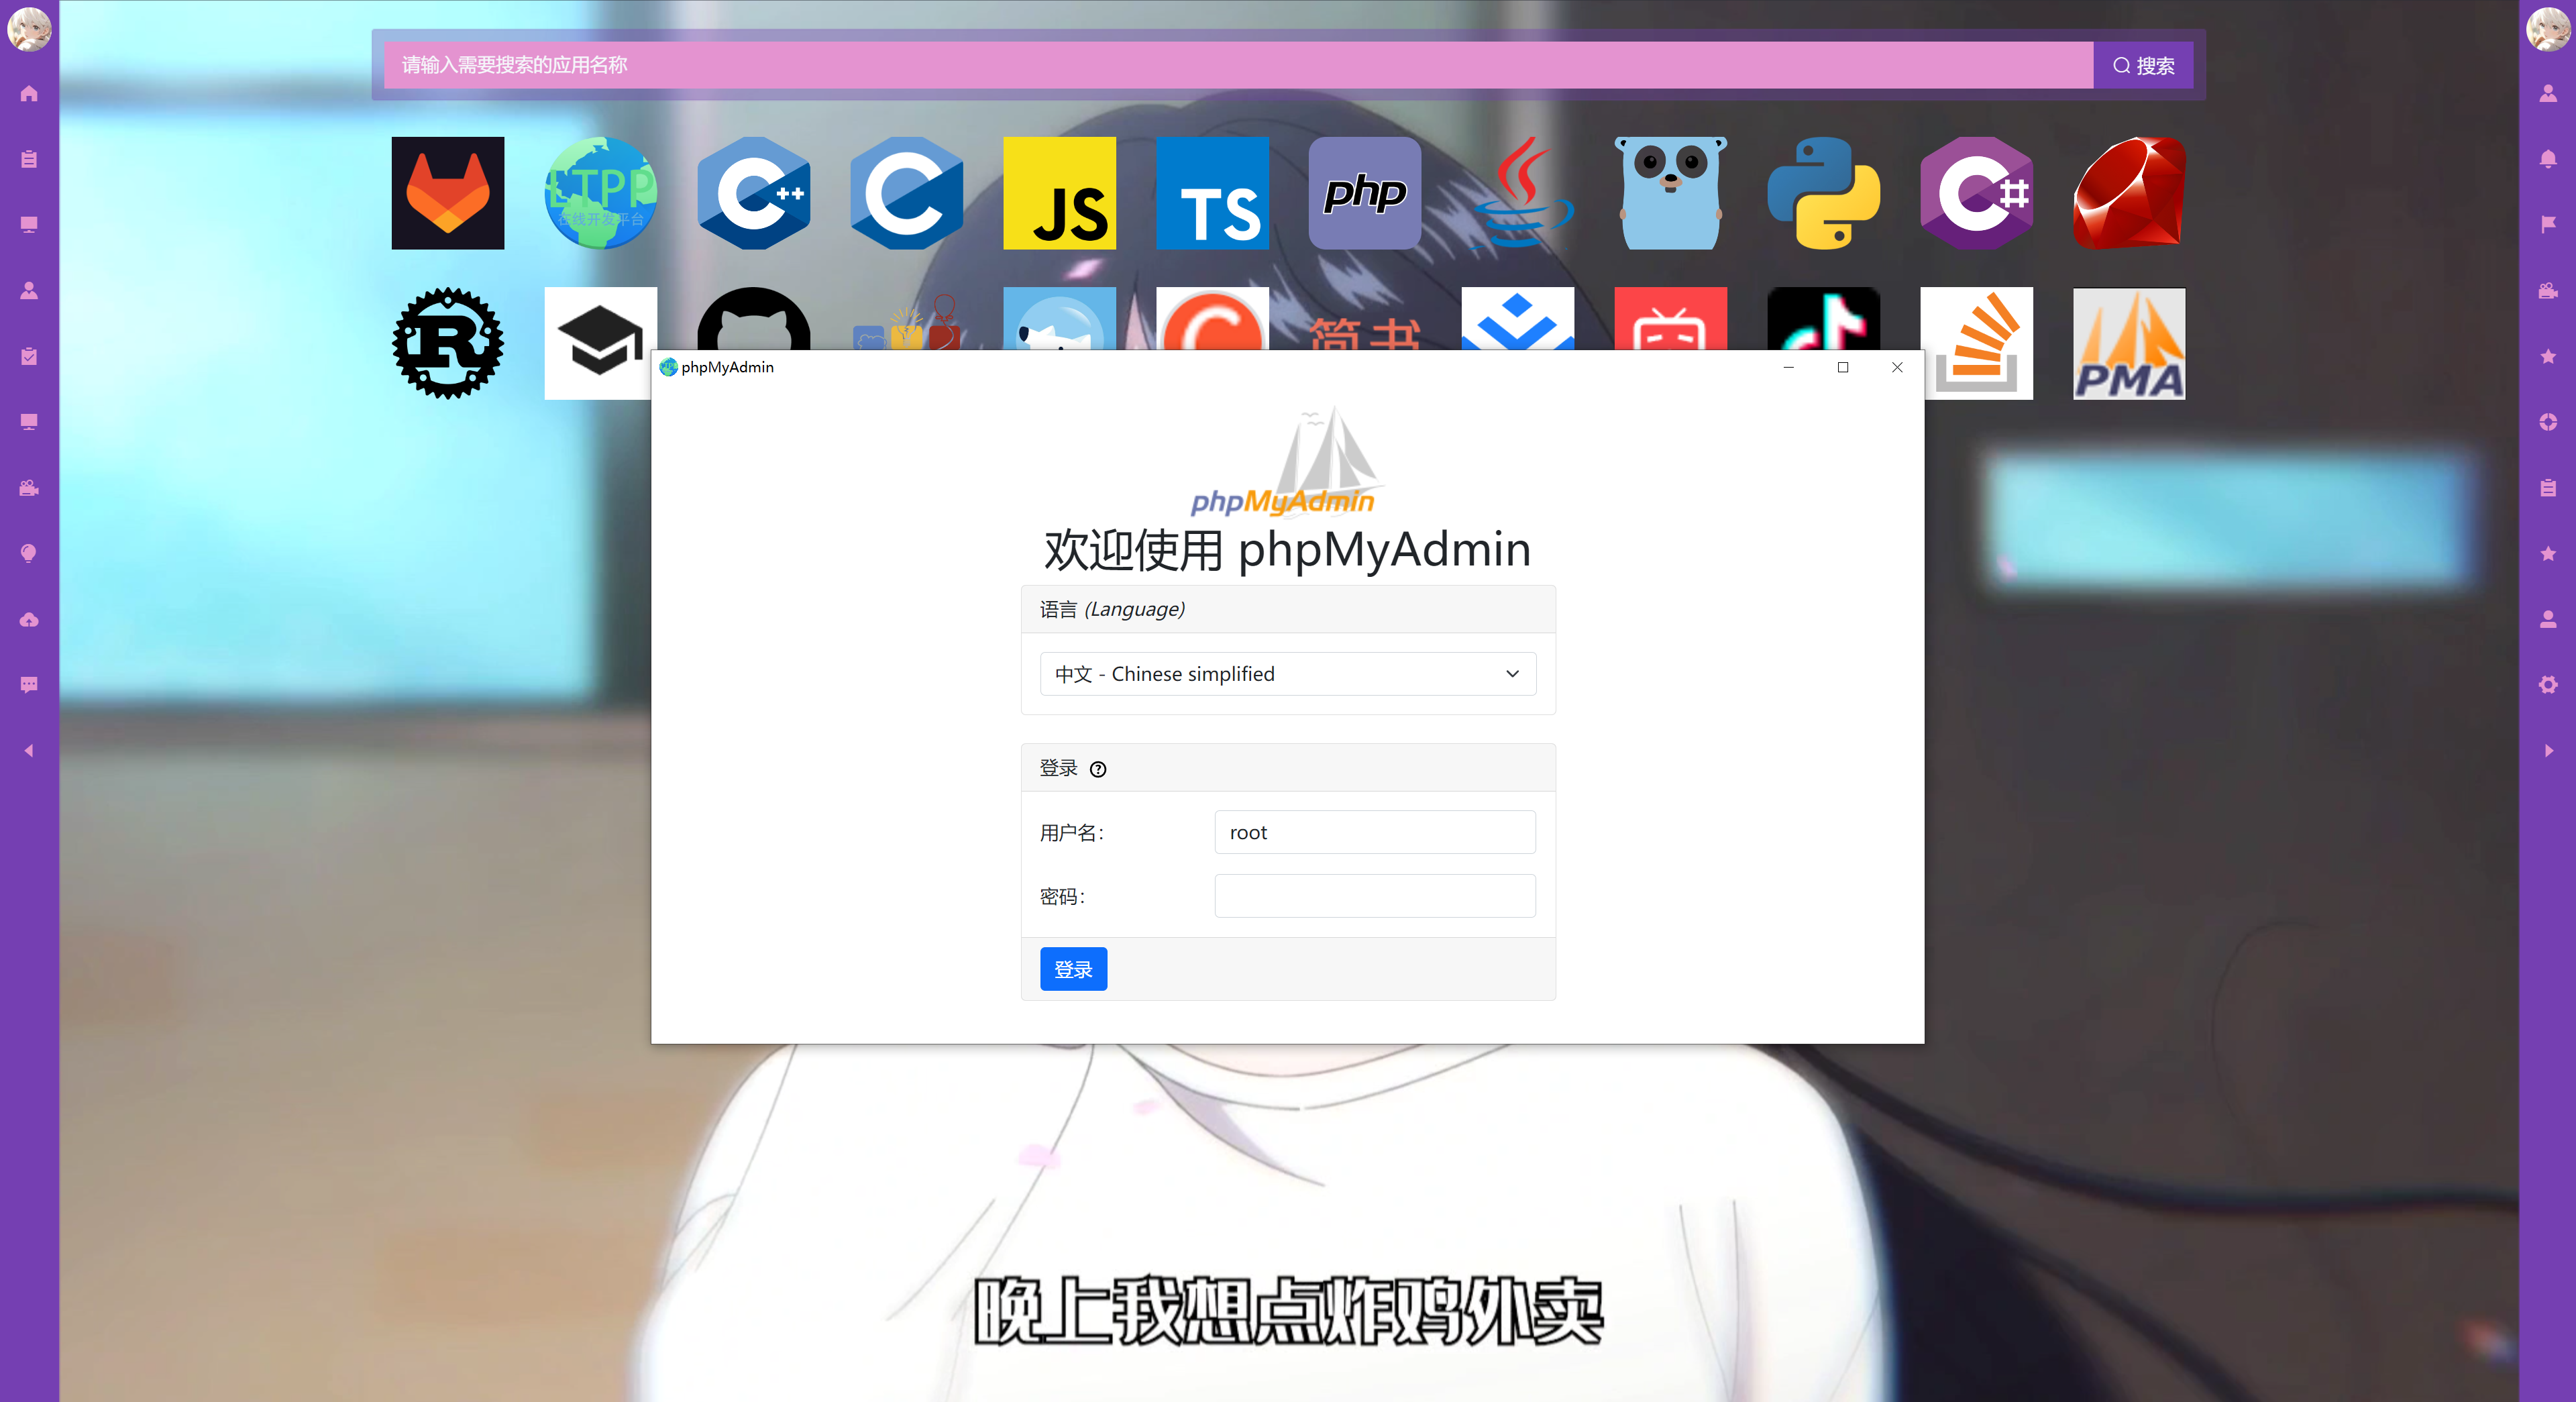 请输入需要搜索的应用名称
搜索
LTPP
在线开发平台
C++
C
JS
TS
php
C#
R
简书
PMA
phpMyAdmin
phpMyAdmin
欢迎使用 phpMyAdmin
语言 (Language)
中文 - Chinese simplified
登录
用户名：
root
密码：
登录
晚上我想点炸鸡外卖